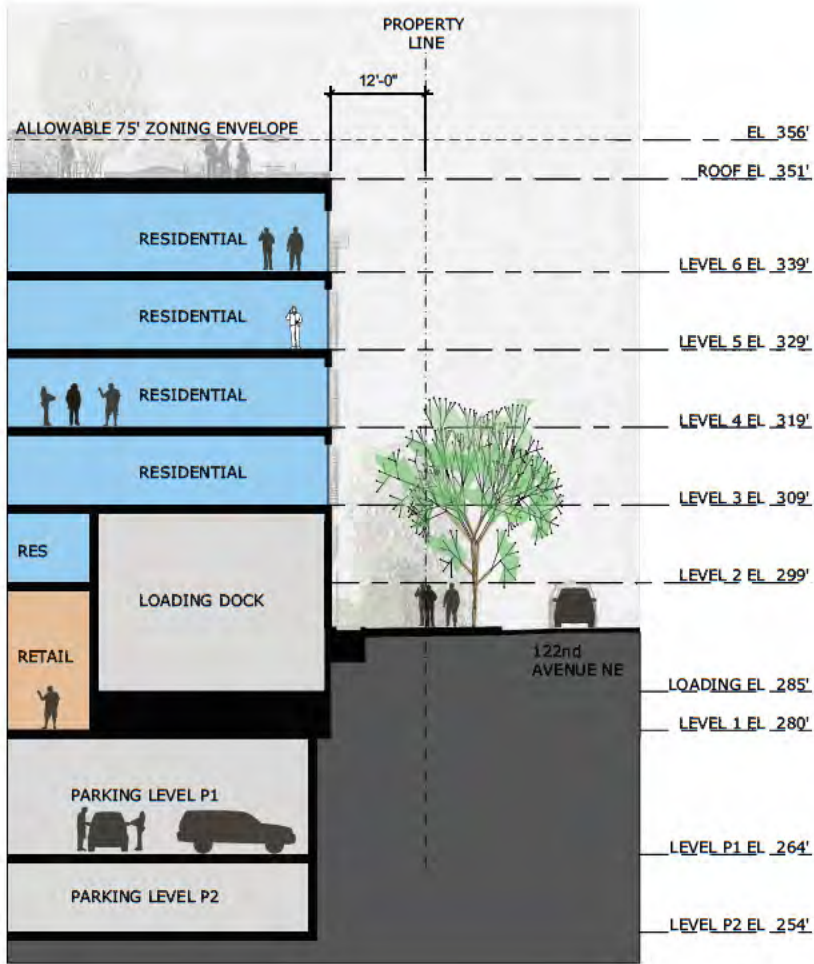 PROPERTY
LINE
12'-0"
ALLOWABLE 75' ZONING ENVELOPE
EL 356'
ROOF EL 351'
RESIDENTIAL
LEVEL 6 EL 339'
RESIDENTIAL
LEVEL 5 EL 329'
RESIDENTIAL
LEVEL 4 EL 319'
RESIDENTIAL
LEVEL 3 EL 309'
RES
LEVEL 2 EL 299'
LOADING DOCK
RETAIL
122nd
AVENUE NE
LOADING EL 285'
LEVEL 1 EL 280'
PARKING LEVEL P1
LEVEL P1 EL 264'
PARKING LEVEL P2
LEVEL P2 EL 254'